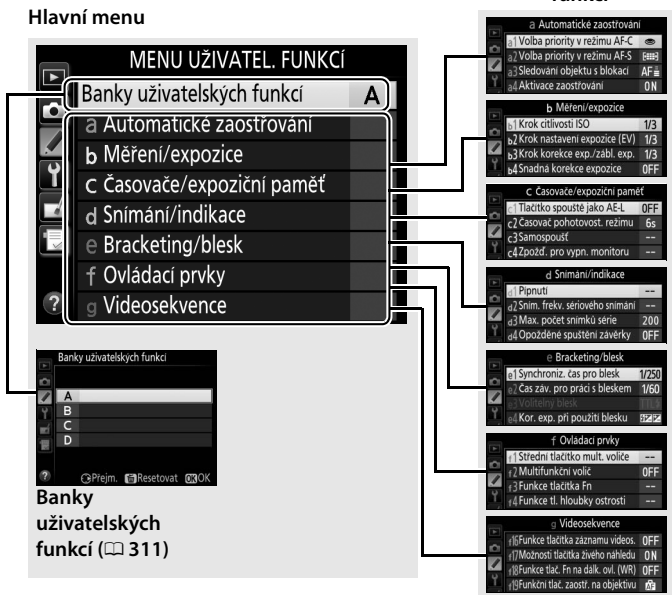 funkcí
Hlavní menu
MENU UŽIVATEL. FUNKCÍ
Banky uživatelských funkcí A
a Automatické zaostřování
b Měření/expozice
c Časovače/expoziční paměť
d Snímání/indikace
e Bracketing/blesk
f Ovládací prvky
g Videosekvence
Banky uživatelských funkcí
A
B
C
D
Přejm. Resetovat OK OK
Banky
uživatelských
funkcí (311)
a Automatické zaostřování
a1 Volba priority v režimu AF-C
a2 Volba priority v režimu AF-S
a3 Sledování objektu s blokací AF
a4 Aktivace zaostřování ON
b Měření/expozice
b1 Krok citlivosti ISO 1/3
b2 Krok nastavení expozice (EV) 1/3
b3 Krok korekce exp./zábl. exp. 1/3
b4 Snadná korekce expozice OFF
c Časovače/expoziční paměť
c1 Tlačítko spouště jako AE-L OFF
c2 Časovač pohotovost. režimu 6s
c3 Samospoušť --
c4 Zpožď. pro vypn. monitoru --
d Snímání/indikace
d1 Pípnutí --
d2 Sním. frekv. sériového snímání --
d3 Max. počet snímků série 200
d4 Opožděné spuštění závěrky OFF
e Bracketing/blesk
e1 Synchroniz. čas pro blesk 1/250
e2 Čas záv. pro práci s bleskem 1/60
e3 Volitelný blesk
e4 Kor. exp. při použití blesku
f Ovládací prvky
f1 Střední tlačítko mult. voliče --
f2 Multifunkční volič OFF
f3 Funkce tlačítka Fn --
f4 Funkce tl. hloubky ostrosti --
g Videosekvence
f16 Funkce tlačítka záznamu videos. OFF
f17 Možnosti tlačítka živého náhledu ON
f18 Funkce tlač. Fn na dálk. ovl. (WR) OFF
f19 Funkční tlač. zaostř. na objektivu